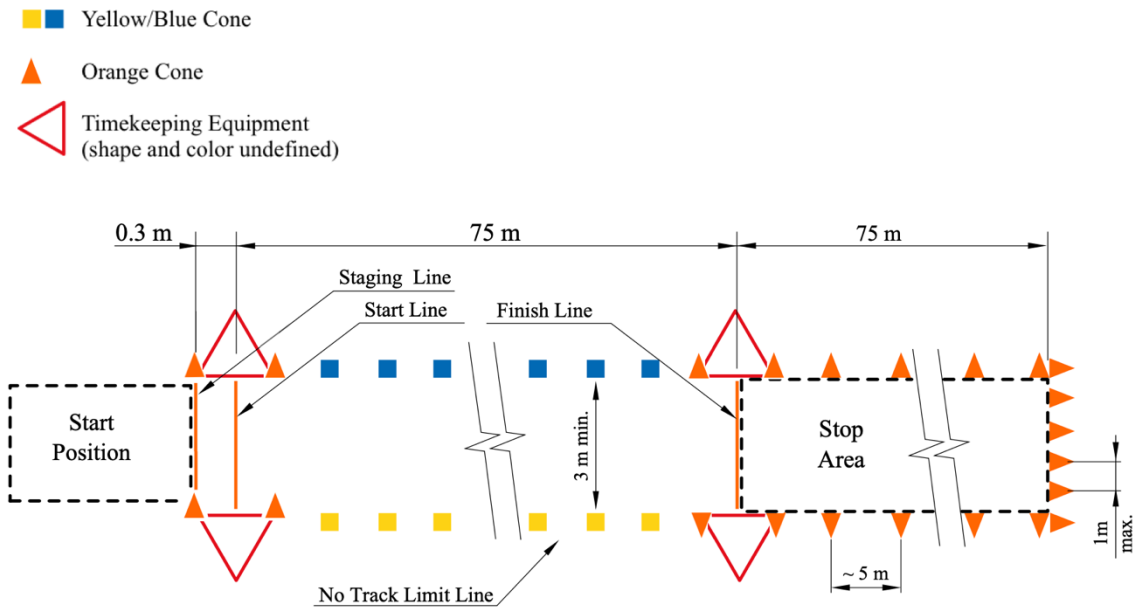 Yellow/Blue Cone
Orange Cone
Timekeeping Equipment
(shape and color undefined)
0.3 m
75 m
75 m
Staging Line
Start Line
Finish Line
Start
Position
3 m min.
Stop
Area
1m
max.
~ 5 m
No Track Limit Line